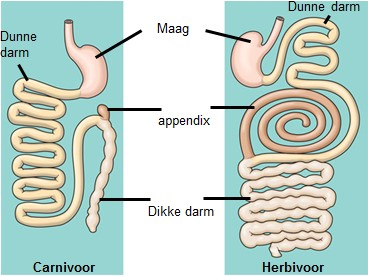 Dunne
darm
Maag
Dunne darm
appendix
Dikke darm
Carnivoor
Herbivoor